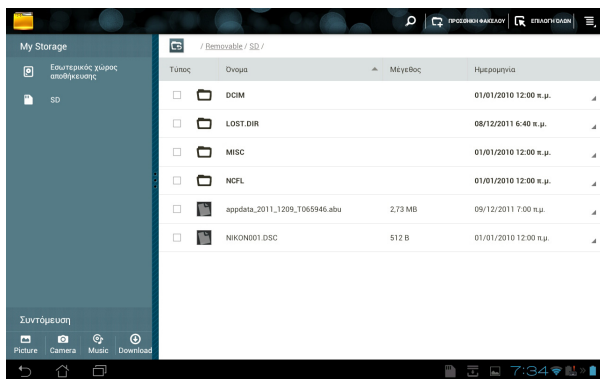 ΠΡΟΣΘΗΚΗ ΦΑΚΕΛΟΥ ΕΠΙΛΟΓΗ ΟΛΩΝ
My Storage
Εσωτερικός χώρος
αποθήκευσης
SD
/ Removable / SD /
Τύπος Όνομα Μέγεθος Ημερομηνία
DCIM 01/01/2010 12:00 π.μ.
LOST.DIR 08/12/2011 6:40 π.μ.
MISC 01/01/2010 12:00 π.μ.
NCFL 01/01/2010 12:00 π.μ.
appdata_2011_1209_T065946.abu 2,73 MB 09/12/2011 7:00 π.μ.
NIKON001.DSC 512 B 01/01/2010 12:00 π.μ.
Συντόμευση
Picture Camera Music Download
7:34